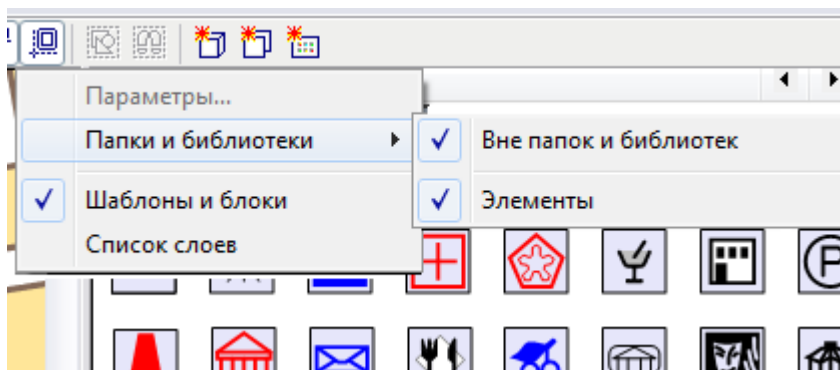 Параметры...
Папки и библиотеки
Вне папок и библиотек
Шаблоны и блоки
Элементы
Список слоев
P